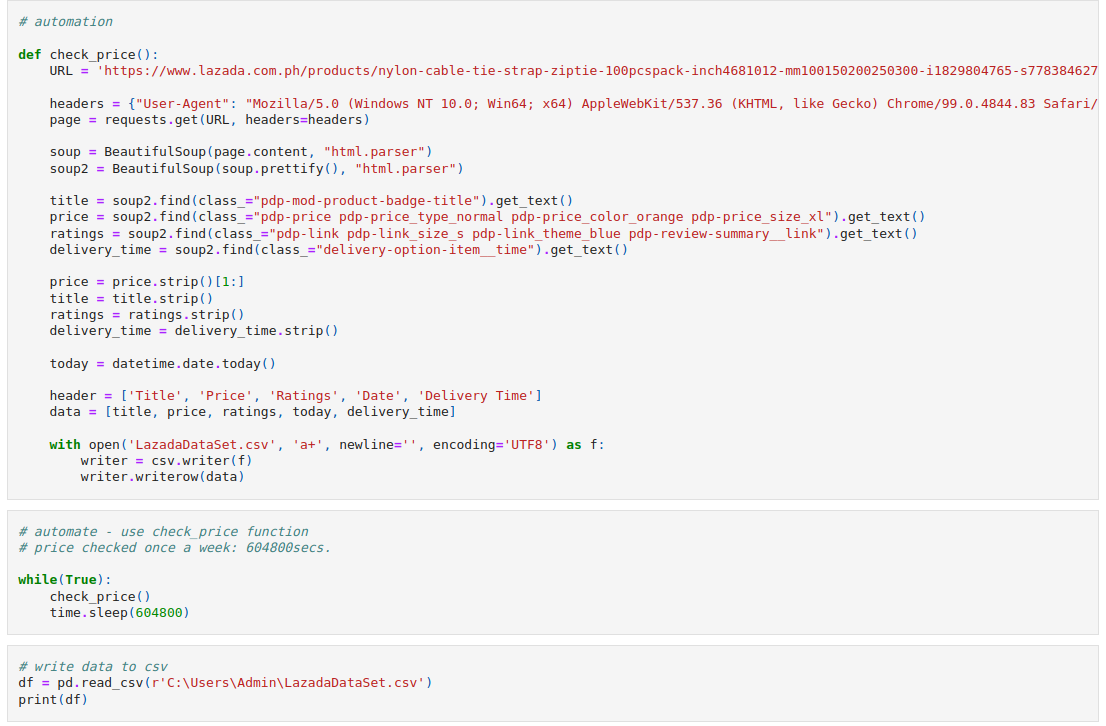 # automation
def check_price():
    URL = 'https://www.lazada.com.ph/products/nylon-cable-tie-strap-ziptie-100pcspack-inch4681012-mm100150200250300-i1829804765-s778384627
    headers = {"User-Agent": "Mozilla/5.0 (Windows NT 10.0; Win64; x64) AppleWebKit/537.36 (KHTML, like Gecko) Chrome/99.0.4844.83 Safari/
    page = requests.get(URL, headers=headers)
    soup = BeautifulSoup(page.content, "html.parser")
    soup2 = BeautifulSoup(soup.prettify(), "html.parser")
    title = soup2.find(class_="pdp-mod-product-badge-title").get_text()
    price = soup2.find(class_="pdp-price pdp-price_type_normal pdp-price_color_orange pdp-price_size_xl").get_text()
    ratings = soup2.find(class_="pdp-link pdp-link_size_s pdp-link_theme_blue pdp-review-summary__link").get_text()
    delivery_time = soup2.find(class_="delivery-option-item__time").get_text()
    price = price.strip()[1:]
    title = title.strip()
    ratings = ratings.strip()
    delivery_time = delivery_time.strip()
    today = datetime.date.today()
    header = ['Title', 'Price', 'Ratings', 'Date', 'Delivery Time']
    data = [title, price, ratings, today, delivery_time]
    with open('LazadaDataSet.csv', 'a+', newline='', encoding='UTF8') as f:
        writer = csv.writer(f)
        writer.writerow(data)
# automate - use check_price function
# price checked once a week: 604800secs.
while(True):
    check_price()
    time.sleep(604800)
# write data to csv
df = pd.read_csv(r'C:\Users\Admin\LazadaDataSet.csv')
print(df)